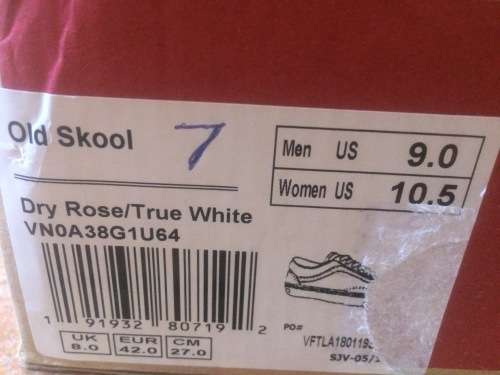 Old Skool
7
Men US 9.0
Women US 10.5
Dry Rose/True White
VN0A38G1U64
1 91932 80719 2
UK 8.0
EUR 42.0
CM 27.0
PO#